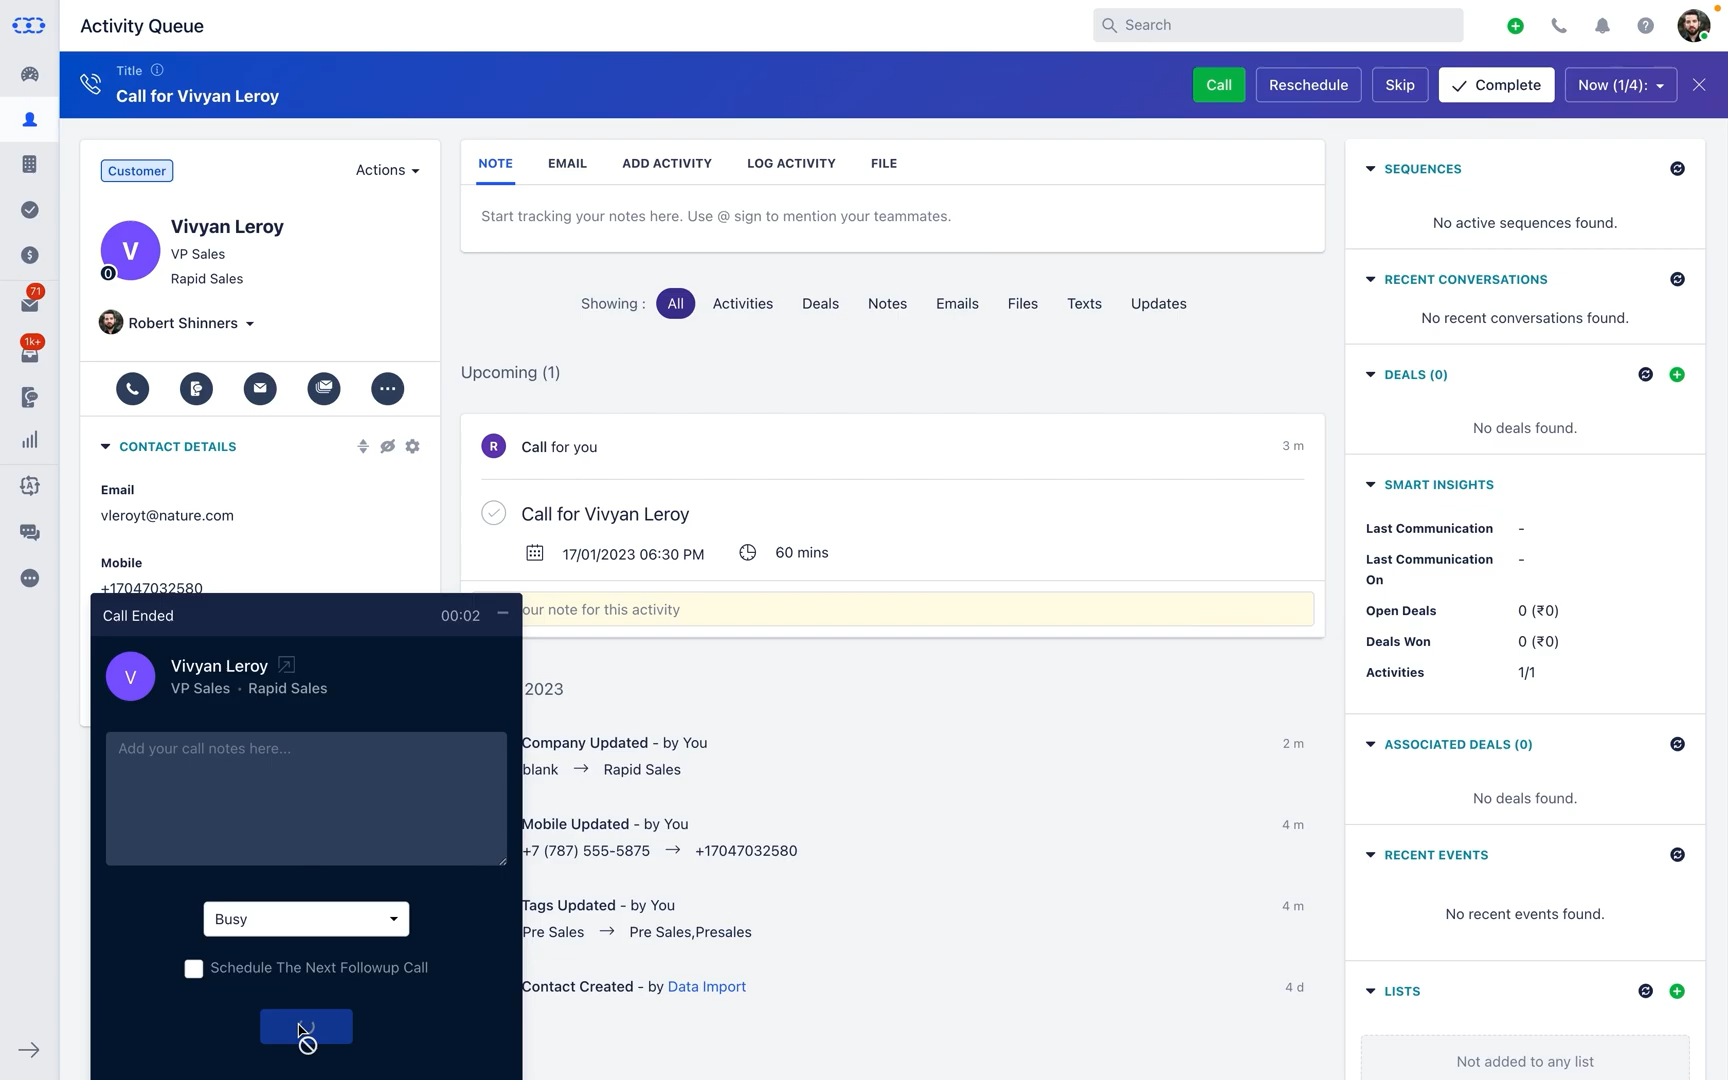 Activity Queue
Search
Title
Call for Vivyan Leroy
Call
Reschedule
Skip
Complete
Now (1/4):
71
1k+
Customer
Actions
V
0
Vivyan Leroy
VP Sales
Rapid Sales
Robert Shinners
CONTACT DETAILS
Email
vleroyt@nature.com
Mobile
+17047032580
NOTE
EMAIL
ADD ACTIVITY
LOG ACTIVITY
FILE
Start tracking your notes here. Use @ sign to mention your teammates.
Showing :
All
Activities
Deals
Notes
Emails
Files
Texts
Updates
Upcoming (1)
R
Call for you
3 m
Call for Vivyan Leroy
17/01/2023 06:30 PM
60 mins
our note for this activity
2023
Company Updated - by You
2 m
blank → Rapid Sales
Mobile Updated - by You
4 m
+7 (787) 555-5875 → +17047032580
Tags Updated - by You
4 m
Pre Sales → Pre Sales,Presales
Contact Created - by Data Import
4 d
Call Ended
00:02
V
Vivyan Leroy
VP Sales • Rapid Sales
Add your call notes here...
Busy
Schedule The Next Followup Call
SEQUENCES
No active sequences found.
RECENT CONVERSATIONS
No recent conversations found.
DEALS (0)
No deals found.
SMART INSIGHTS
Last Communication -
Last Communication On -
Open Deals 0 (₹0)
Deals Won 0 (₹0)
Activities 1/1
ASSOCIATED DEALS (0)
No deals found.
RECENT EVENTS
No recent events found.
LISTS
Not added to any list